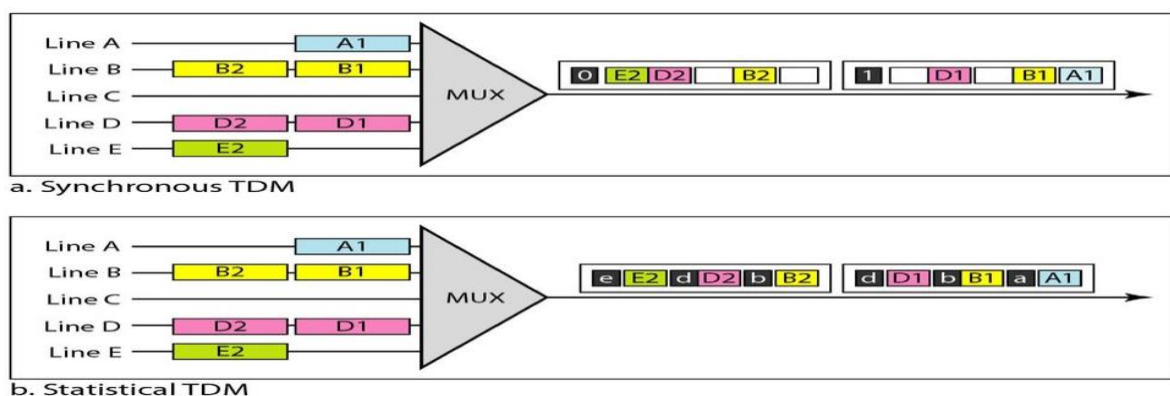 Line A A1
Line B B2 B1
Line C
Line D D2 D1
Line E E2
MUX
0 E2 D2 B2
1 D1 B1 A1
a. Synchronous TDM
Line A A1
Line B B2 B1
Line C
Line D D2 D1
Line E E2
MUX
e E2 d D2 b B2
d D1 b B1 a A1
b. Statistical TDM